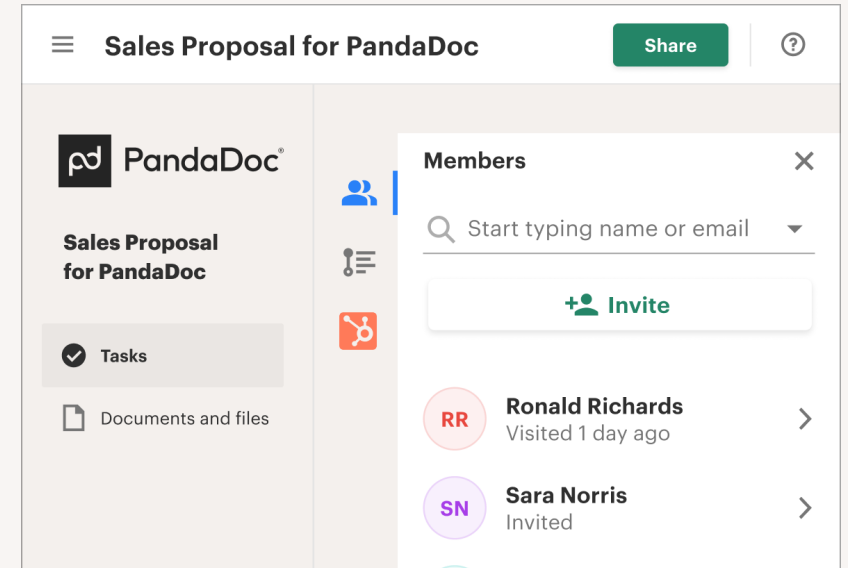 Sales Proposal for PandaDoc
Share
?
pd PandaDoc®
Sales Proposal
for PandaDoc
Tasks
Documents and files
Members
Start typing name or email
Invite
RR
Ronald Richards
Visited 1 day ago
SN
Sara Norris
Invited